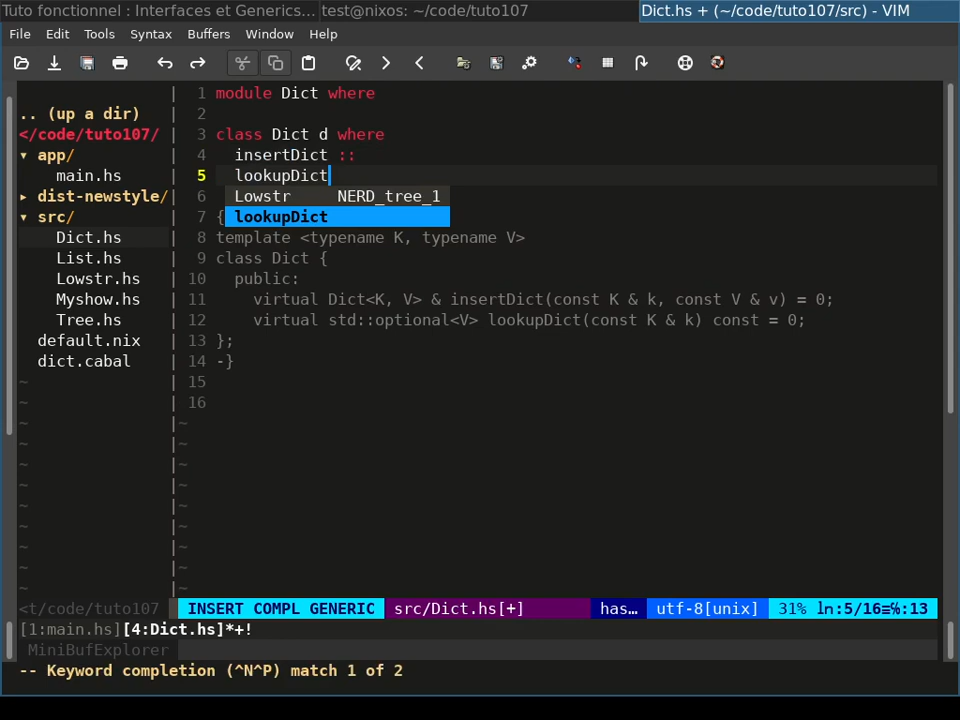 Tuto fonctionnel : Interfaces et Generics... test@nixos: ~/code/tuto107 Dict.hs + (~/code/tuto107/src) - VIM
File Edit Tools Syntax Buffers Window Help
| 1 module Dict where
.. (up a dir) | 2
</code/tuto107/ | 3 class Dict d where
▾ app/ | 4 insertDict ::
main.hs | 5 lookupDict
▸ dist-newstyle/| 6 Lowstr NERD_tree_1
▾ src/ | 7 { lookupDict
Dict.hs | 8 template <typename K, typename V>
List.hs | 9 class Dict {
Lowstr.hs | 10 public:
Myshow.hs | 11 virtual Dict<K, V> & insertDict(const K & k, const V & v) = 0;
Tree.hs | 12 virtual std::optional<V> lookupDict(const K & k) const = 0;
default.nix | 13 };
dict.cabal | 14 -}
~ | 15
~ | 16
~ |~
~ |~
~ |~
~ |~
~ |~
~ |~
~ |~
~ |~
~ |~
<t/code/tuto107 INSERT COMPL GENERIC src/Dict.hs[+] has… utf-8[unix] 31% ln:5/16≡℅:13
[1:main.hs][4:Dict.hs]*+!
MiniBufExplorer
-- Keyword completion (^N^P) match 1 of 2